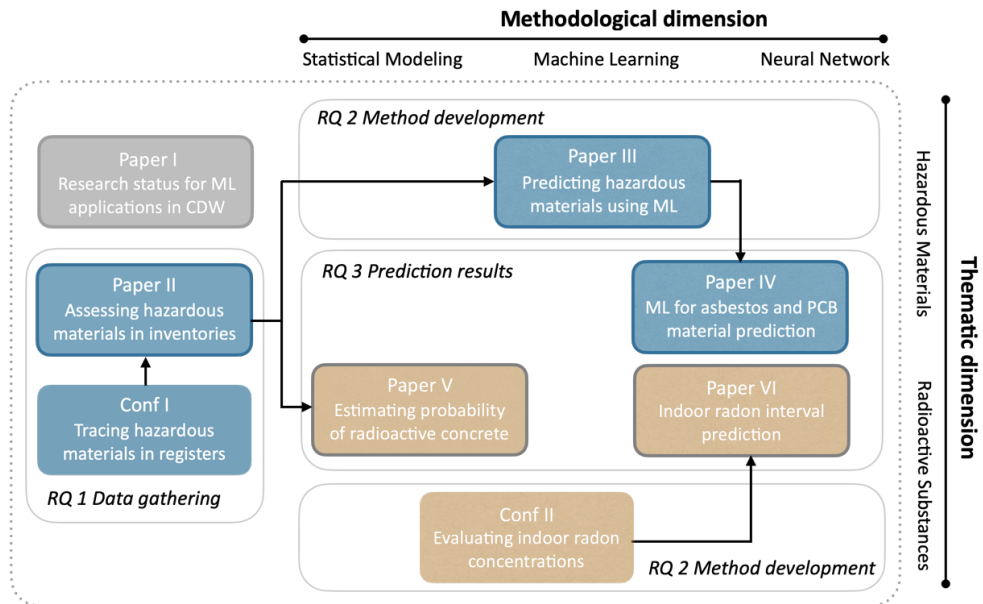 Methodological dimension
Statistical Modeling
Machine Learning
Neural Network
RQ 2 Method development
Paper I
Research status for ML
applications in CDW
Paper III
Predicting hazardous
materials using ML
Hazardous Materials
RQ 3 Prediction results
Paper II
Assessing hazardous
materials in inventories
Paper IV
ML for asbestos and PCB
material prediction
Thematic dimension
Conf I
Tracing hazardous
materials in registers
RQ 1 Data gathering
Paper V
Estimating probability
of radioactive concrete
Paper VI
Indoor radon interval
prediction
Radioactive Substances
Conf II
Evaluating indoor radon
concentrations
RQ 2 Method development